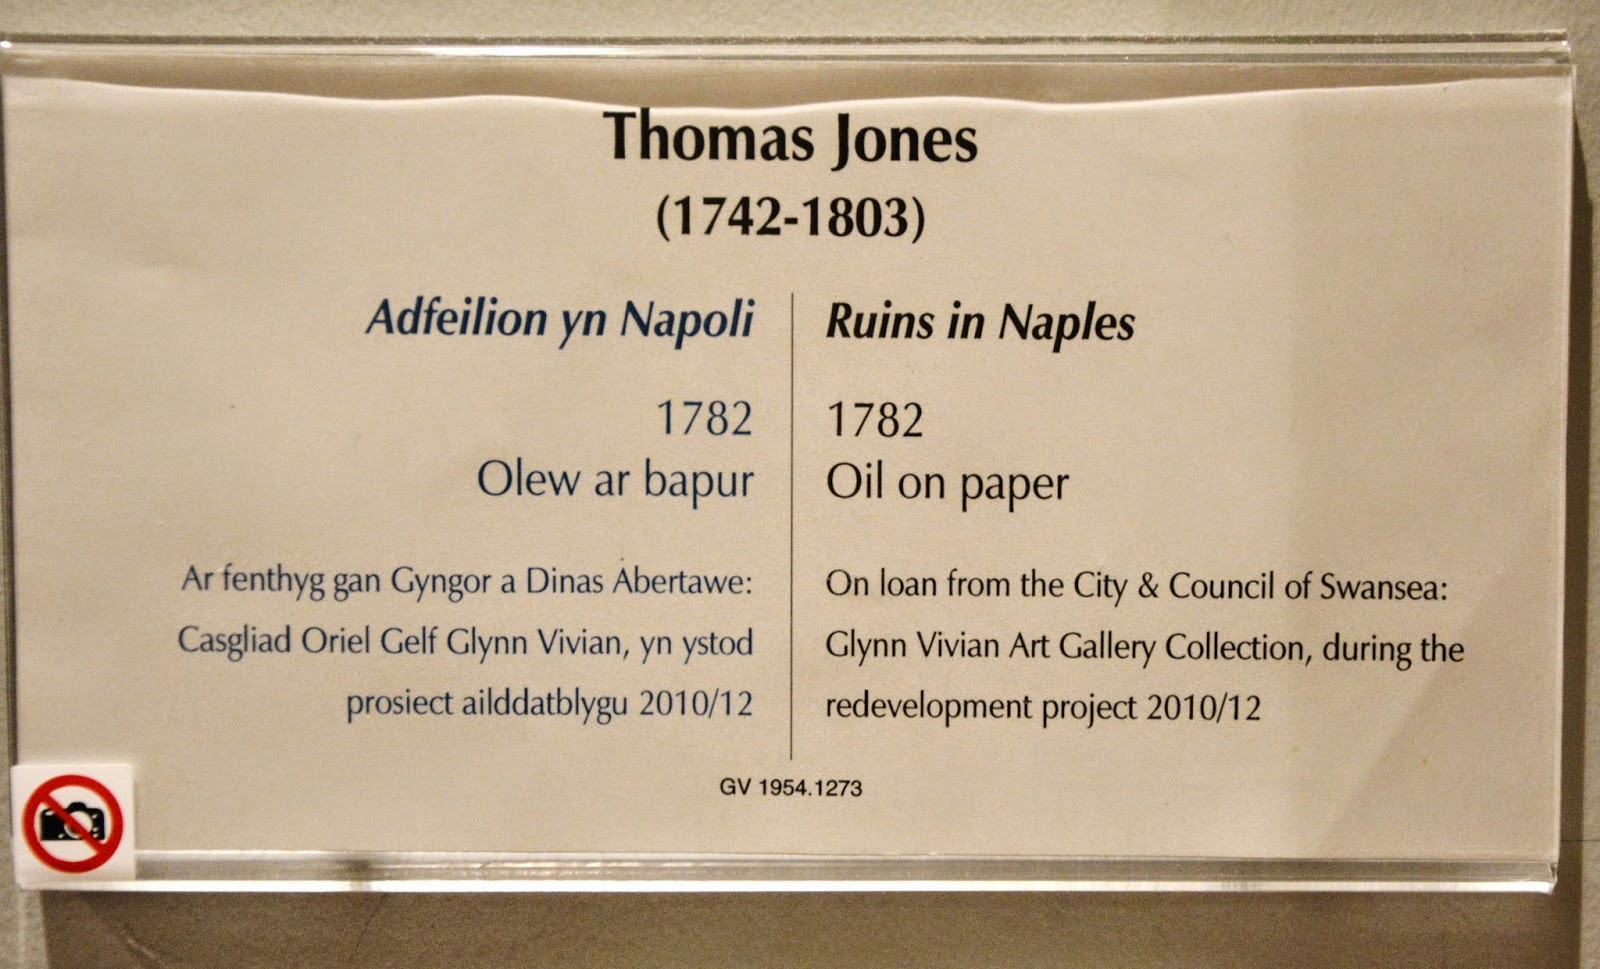 Thomas Jones
(1742-1803)
Adfeilion yn Napoli
1782
Olew ar bapur
Ar fenthyg gan Gyngor a Dinas Abertawe:
Casgliad Oriel Gelf Glynn Vivian, yn ystod
prosiect ailddatblygu 2010/12
Ruins in Naples
1782
Oil on paper
On loan from the City & Council of Swansea:
Glynn Vivian Art Gallery Collection, during the
redevelopment project 2010/12
GV 1954.1273